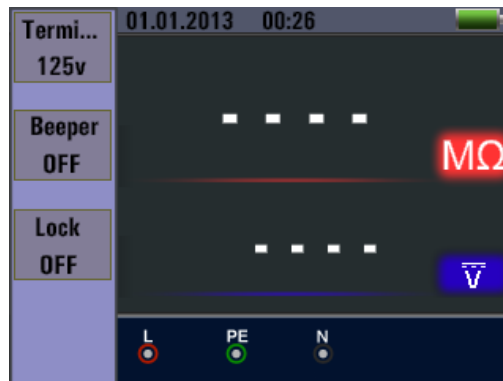 01.01.2013 00:26
Termi...
125v
Beeper
OFF
Lock
OFF
- - - -
MΩ
- - - -
V
L PE N